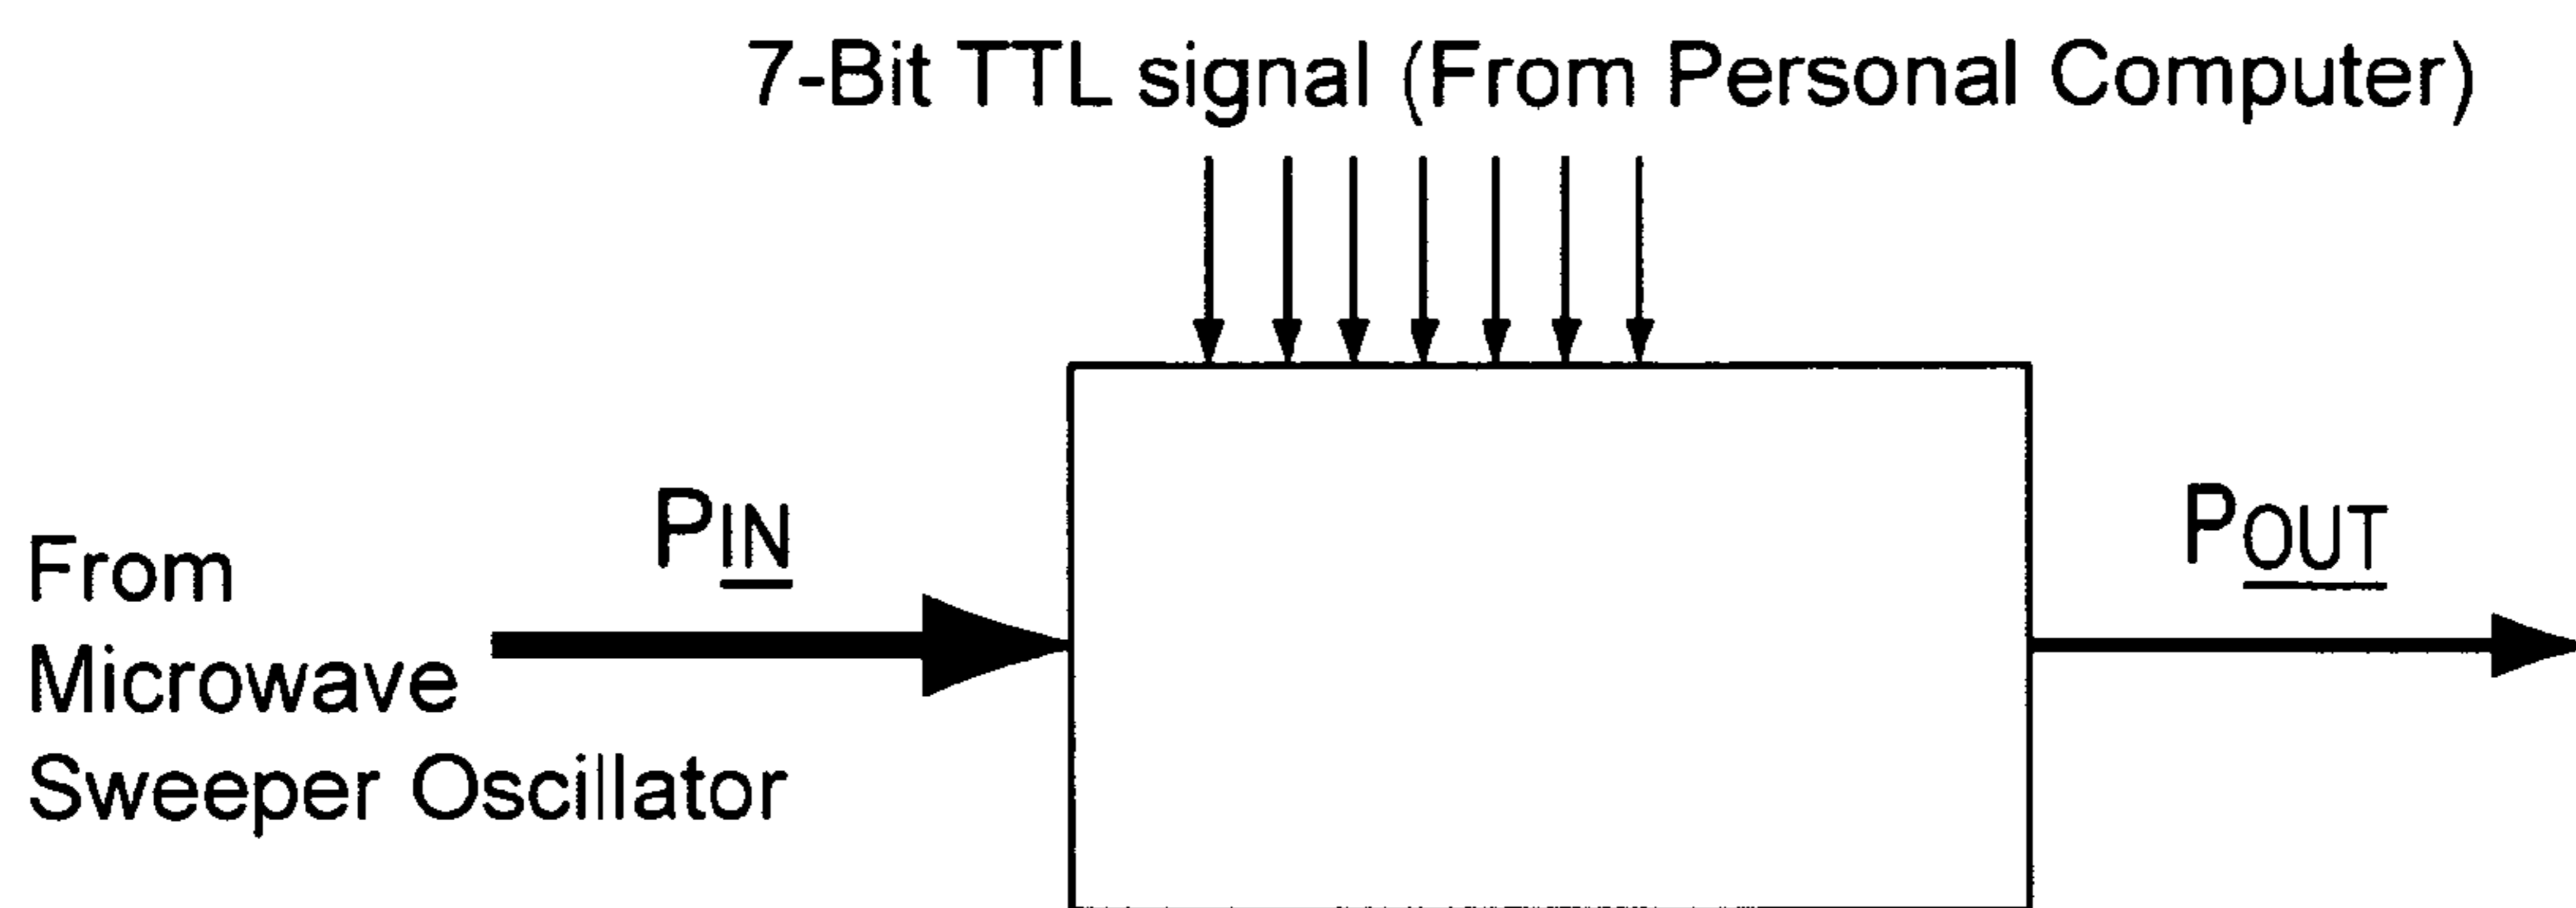 7-Bit TTL signal (From Personal Computer)
PIN
POUT
From
Microwave
Sweeper Oscillator